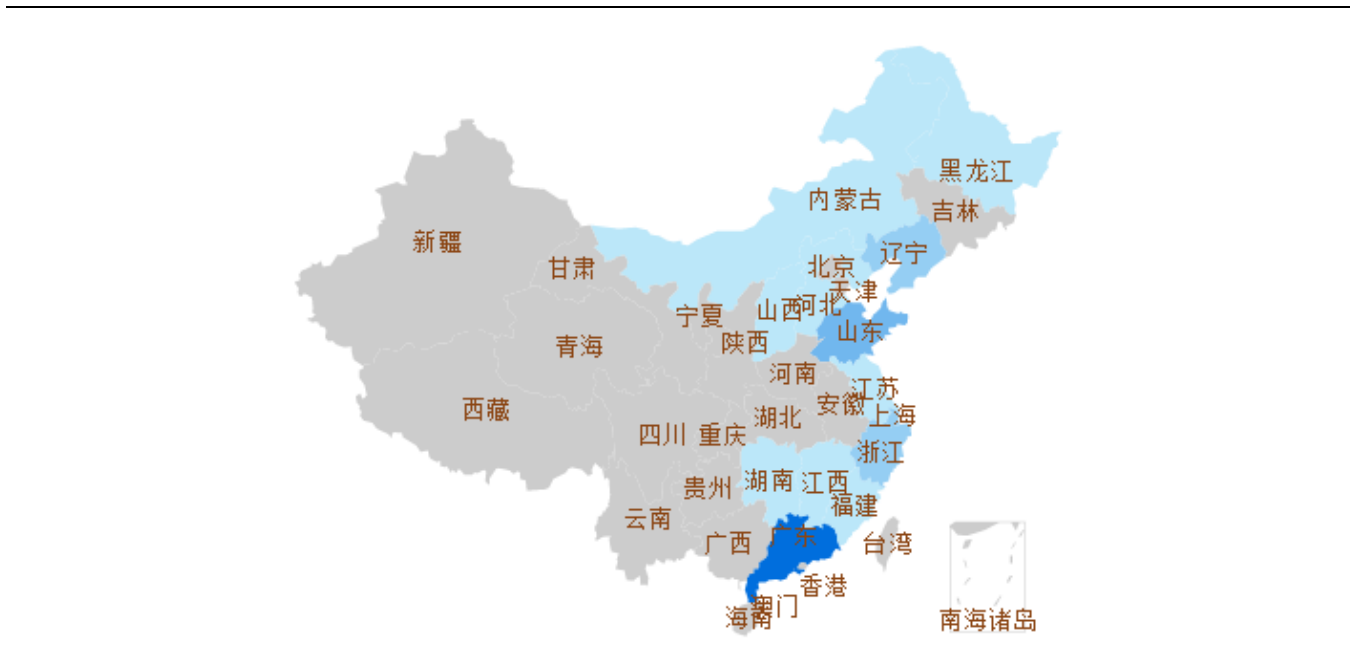 黑龙江
内蒙古
吉林
新疆
辽宁
甘肃
北京
天津
河北
山西
宁夏
山东
陕西
青海
河南
江苏
安徽
西藏
上海
湖北
四川
重庆
浙江
湖南
江西
贵州
福建
云南
广东
广西
台湾
香港
澳门
海南
南海诸岛